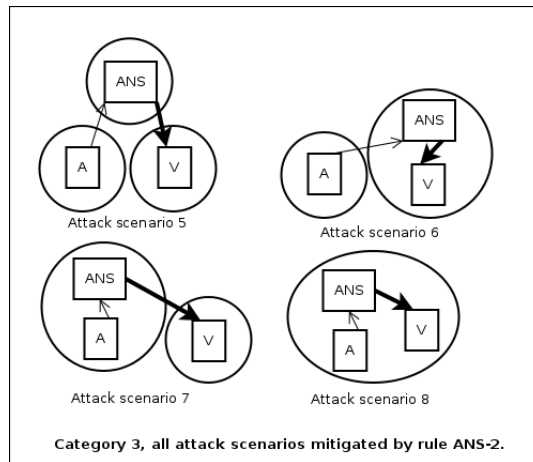 ANS
A
V
Attack scenario 5
ANS
A
V
Attack scenario 6
ANS
A
V
Attack scenario 7
ANS
A
V
Attack scenario 8
Category 3, all attack scenarios mitigated by rule ANS-2.